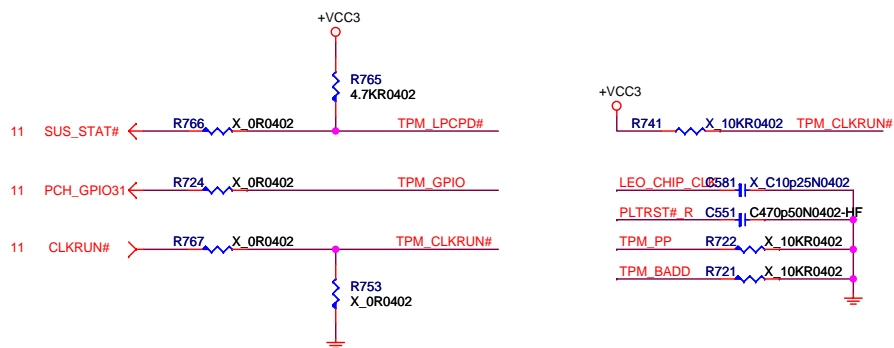 +VCC3
R765
4.7KR0402
11 SUS_STAT# R766 X_0R0402 TPM_LPCPD#
11 PCH_GPIO31 R724 X_0R0402 TPM_GPIO
11 CLKRUN# R767 X_0R0402 TPM_CLKRUN#
R753
X_0R0402
+VCC3
R741 X_10KR0402 TPM_CLKRUN#
LEO_CHIP_CLK C581 X_C10p25N0402
PLTRST#_R C551 C470p50N0402-HF
TPM_PP R722 X_10KR0402
TPM_BADD R721 X_10KR0402